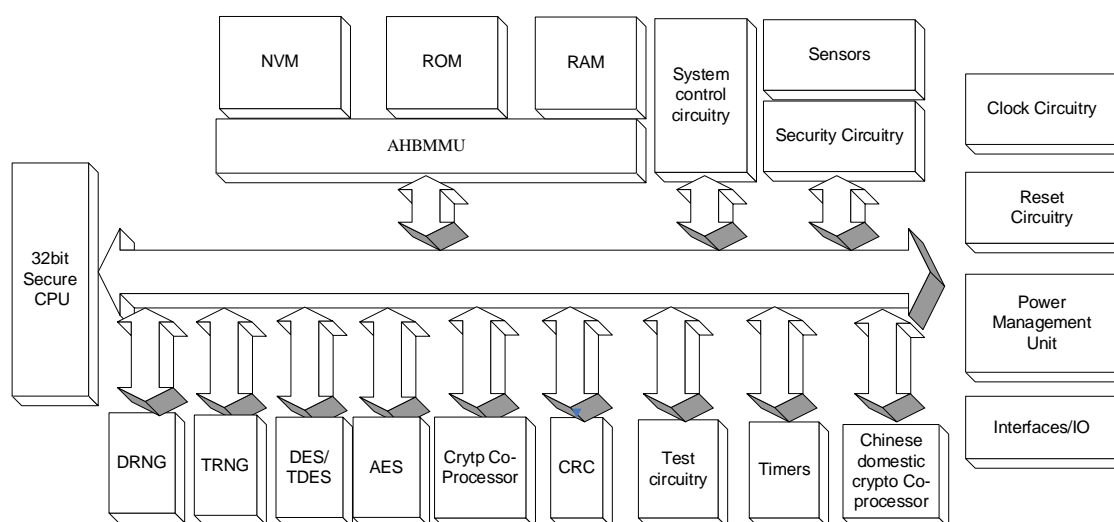 NVM
ROM
RAM
System
control
circuitry
Sensors
Security Circuitry
AHBMMU
Clock Circuitry
Reset
Circuitry
Power
Management
Unit
Interfaces/IO
32bit
Secure
CPU
DRNG
TRNG
DES/
TDES
AES
Crytp Co-
Processor
CRC
Test
circuitry
Timers
Chinese
domestic
crypto Co-
processor